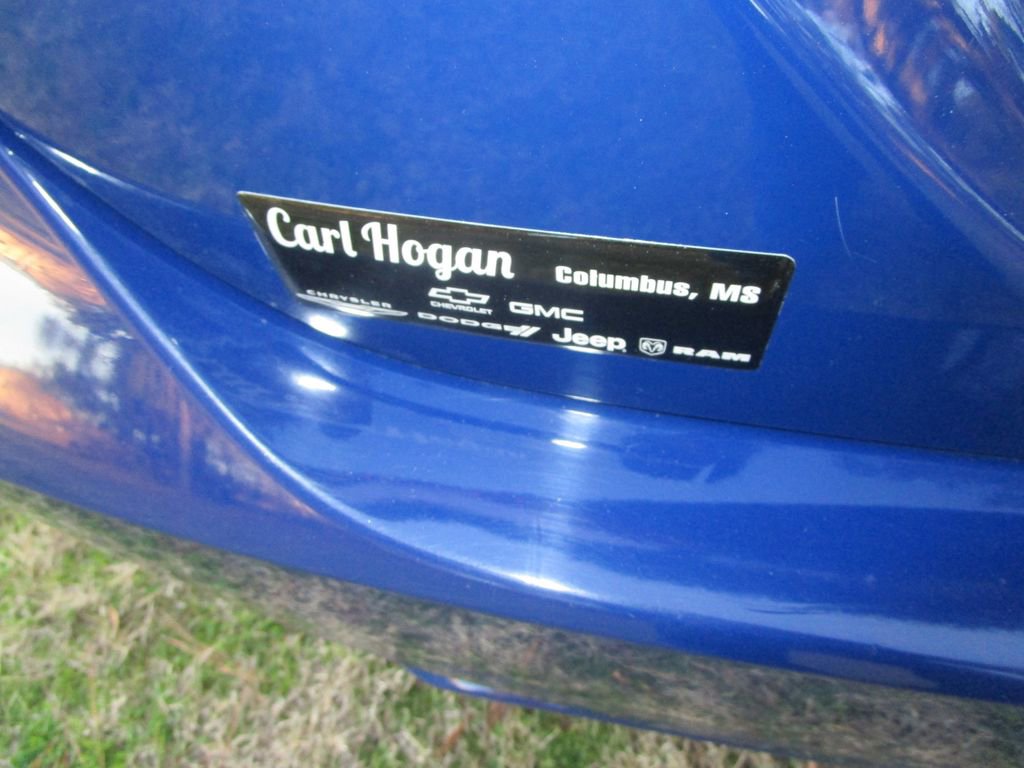 Carl Hogan Columbus, MS
CHRYSLER CHEVROLET GMC
DODGE Jeep RAM